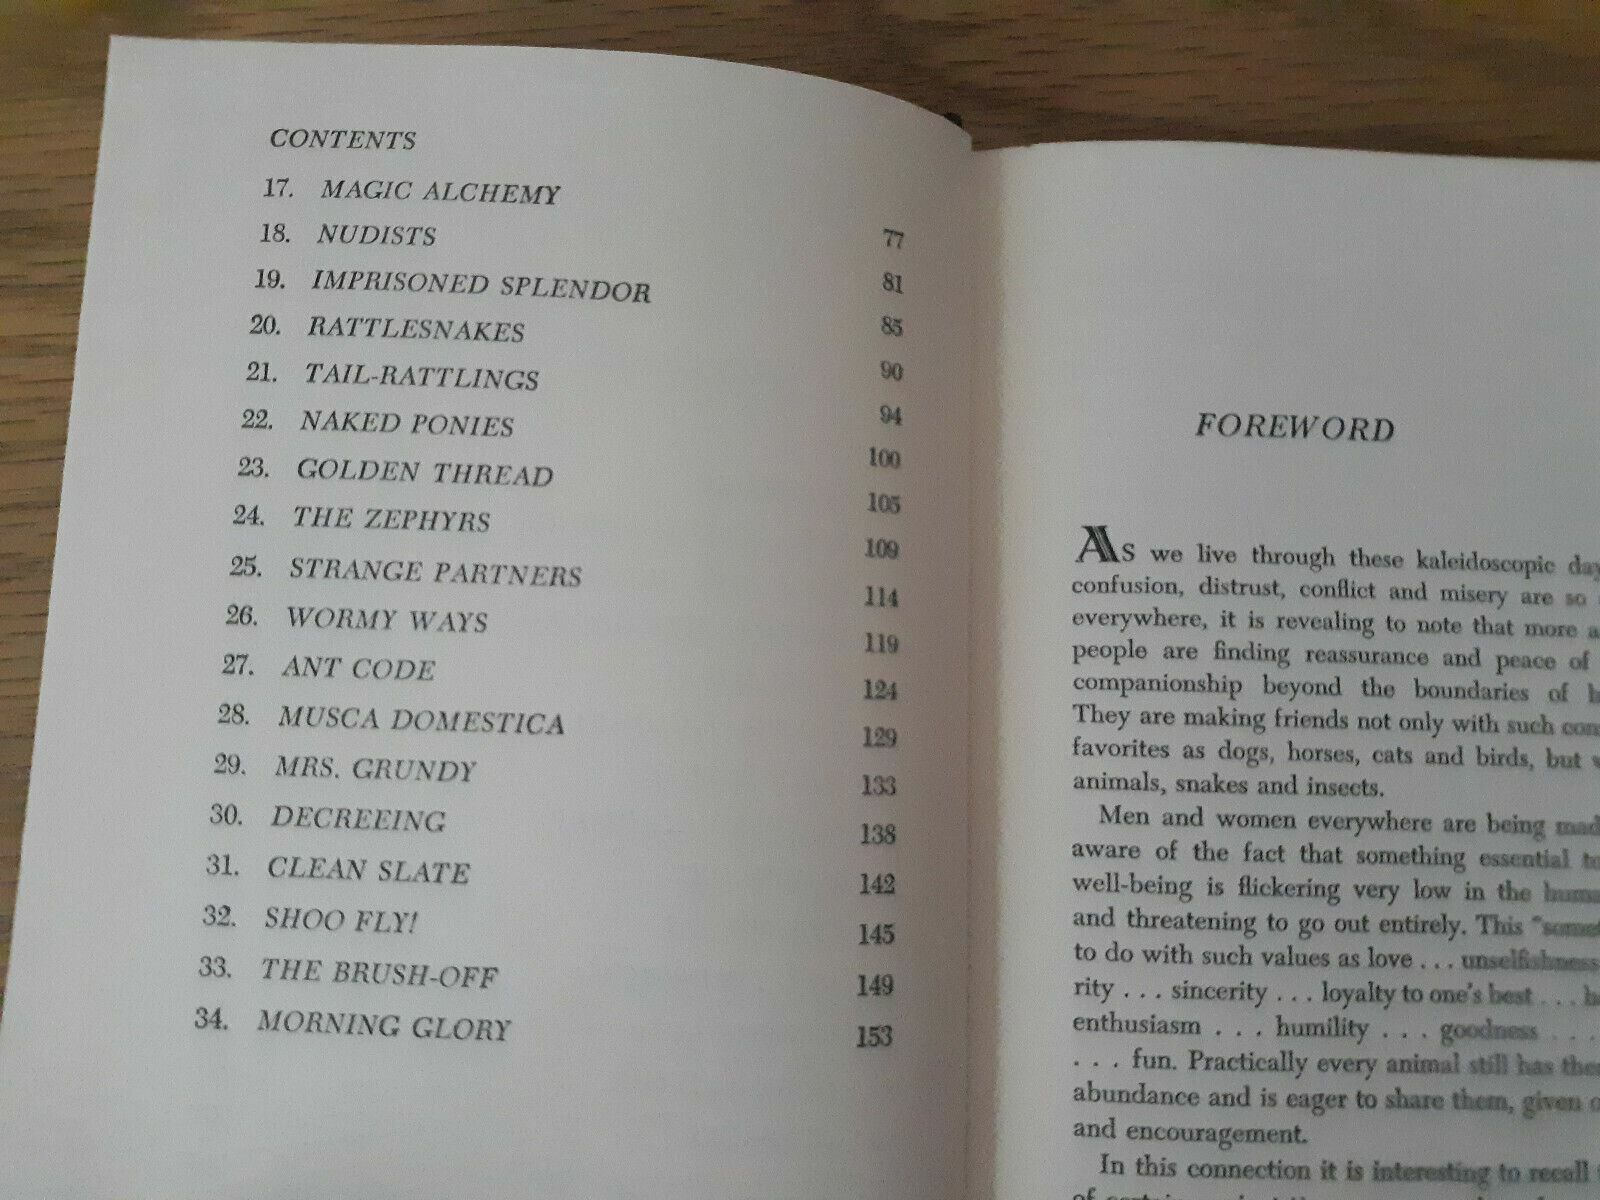 CONTENTS
17. MAGIC ALCHEMY 77
18. NUDISTS 81
19. IMPRISONED SPLENDOR 85
20. RATTLESNAKES 90
21. TAIL-RATTLINGS 94
22. NAKED PONIES 100
23. GOLDEN THREAD 105
24. THE ZEPHYRS 109
25. STRANGE PARTNERS 114
26. WORMY WAYS 119
27. ANT CODE 124
28. MUSCA DOMESTICA 129
29. MRS. GRUNDY 133
30. DECREEING 138
31. CLEAN SLATE 142
32. SHOO FLY! 145
33. THE BRUSH-OFF 149
34. MORNING GLORY 153
FOREWORD
As we live through these kaleidoscopic day
confusion, distrust, conflict and misery are so
everywhere, it is revealing to note that more a
people are finding reassurance and peace of
companionship beyond the boundaries of h
They are making friends not only with such com
favorites as dogs, horses, cats and birds, but
animals, snakes and insects.
Men and women everywhere are being mad
aware of the fact that something essential to
well-being is flickering very low in the huma
and threatening to go out entirely. This "somet
to do with such values as love . . . unselfishness
rity . . . sincerity . . . loyalty to one's best . . .
enthusiasm . . . humility . . . goodness . . .
. . . fun. Practically every animal still has thes
abundance and is eager to share them, given o
and encouragement.
In this connection it is interesting to recall